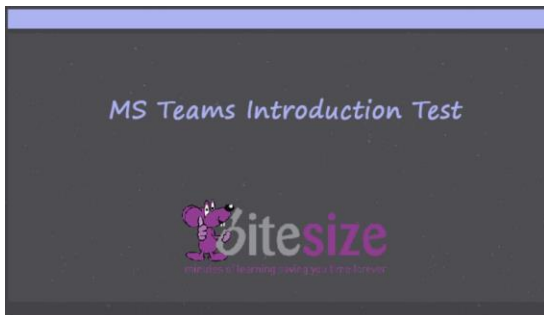 MS Teams Introduction Test
bitesize
minutes of learning saving you time forever